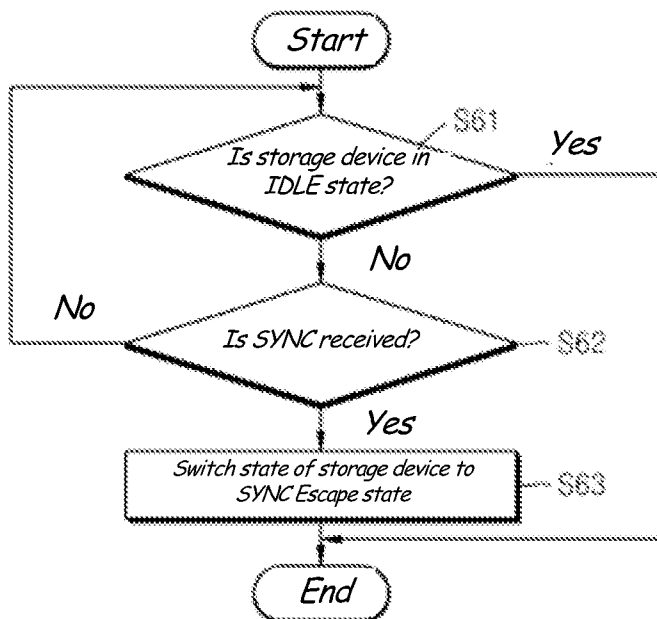 Start
S61
Is storage device in
IDLE state?
Yes
No
No
Is SYNC received?
S62
Yes
Switch state of storage device to
SYNC Escape state
S63
End